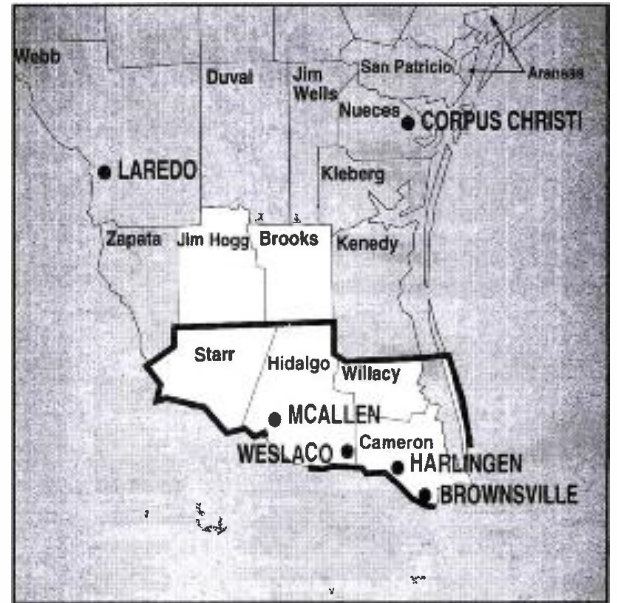 Webb
Duval
Jim
Wells
San Patricio
Aransas
Nueces
CORPUS CHRISTI
LAREDO
Kleberg
Zapata
Jim Hogg
Brooks
Kenedy
Starr
Hidalgo
Willacy
MCALLEN
WESLACO
Cameron
HARLINGEN
BROWNSVILLE